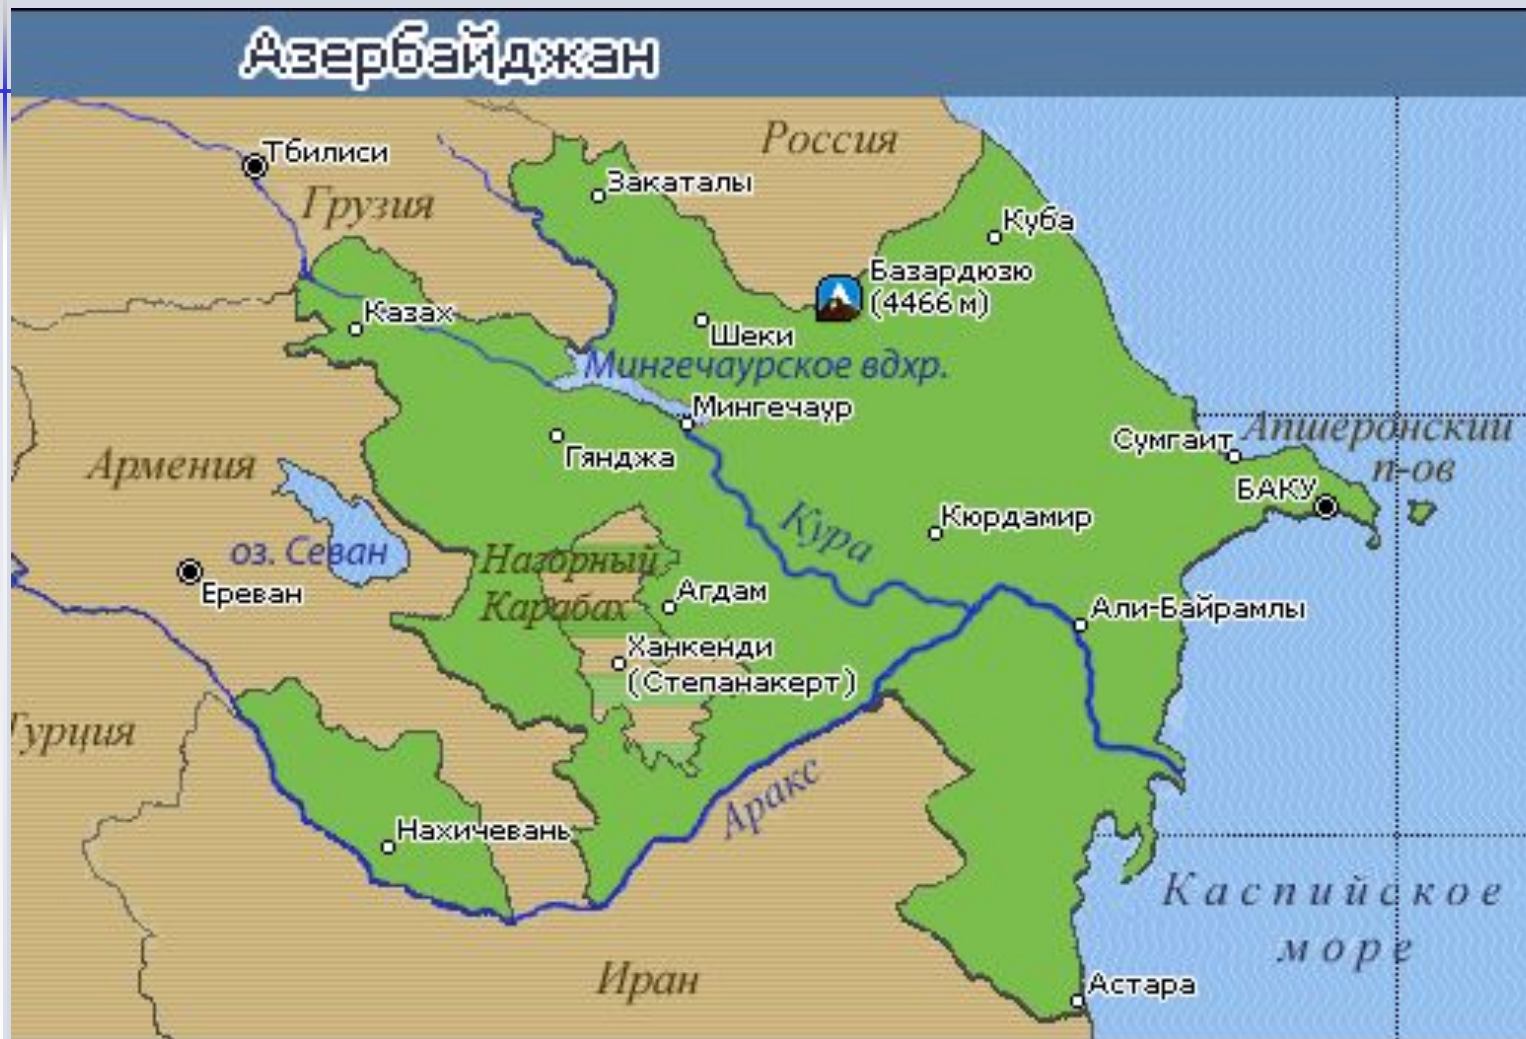 Азербайджан
Россия
Тбилиси
Закаталы
Грузия
Куба
Базардюзю
(4466 м)
Казах
Шеки
Мингечаурское вдхр.
Мингечаур
Апшеронский
п-ов
Сумгаит
Гянджа
Армения
БАКУ
Кюрдамир
Кура
оз. Севан
Нагорный
Карабах
Ереван
Агдам
Али-Байрамлы
Ханкенди
(Степанакерт)
Турция
Аракс
Нахичевань
Каспийское
море
Иран
Астара